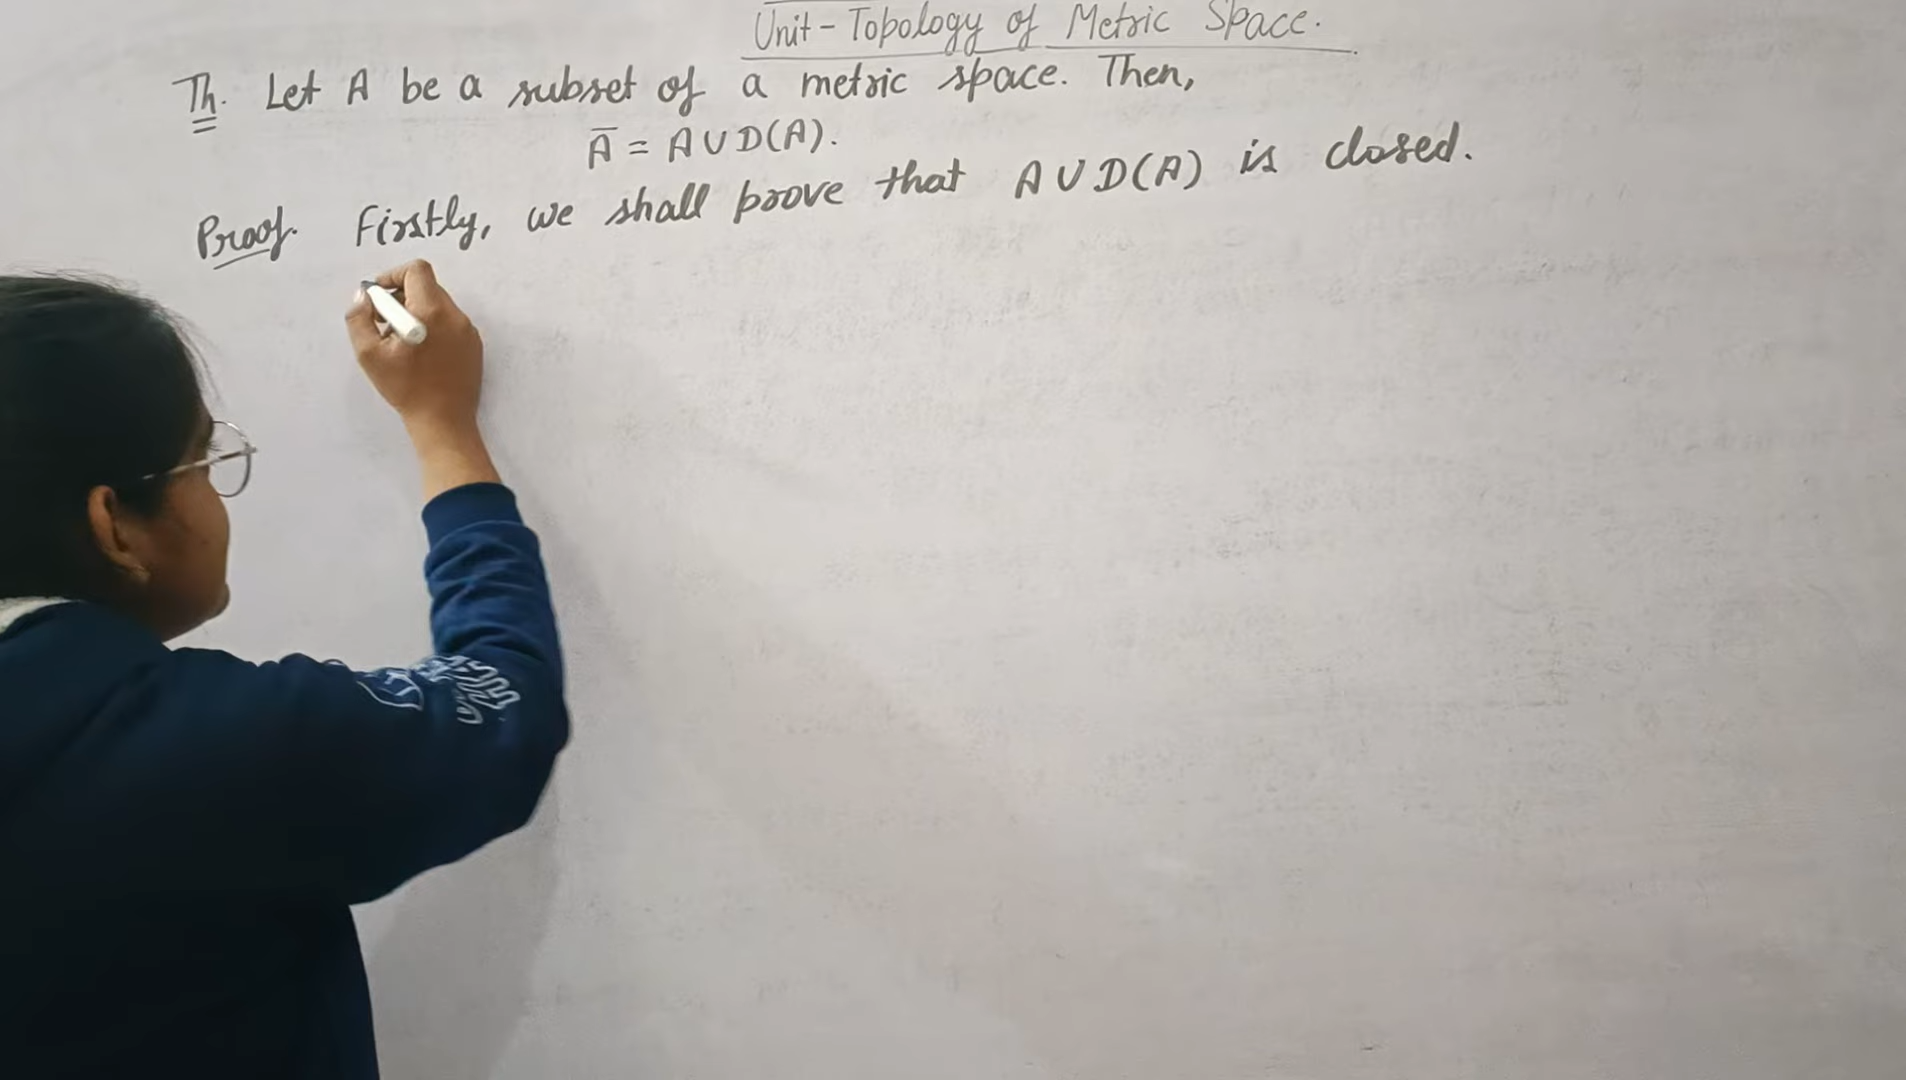 Unit - Topology of Metric Space.
Th. Let A be a subset of a metric space. Then,
Ā = A ∪ D(A).
Proof. Firstly, we shall prove that A ∪ D(A) is closed.